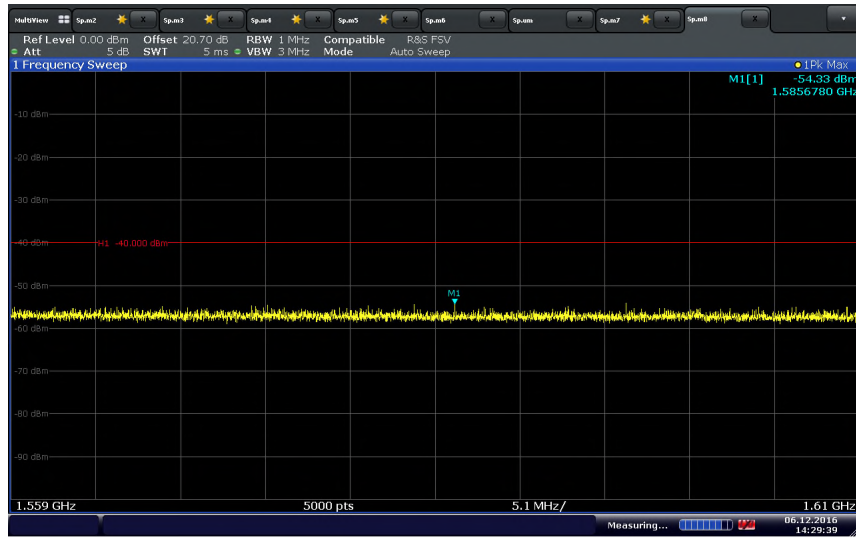 MultiView Sp.m2 X Sp.m3 X Sp.m4 X Sp.m5 X Sp.m6 X Sp.um X Sp.m7 X Sp.m8 X
Ref Level 0.00 dBm Offset 20.70 dB RBW 1 MHz Compatible R&S FSV
Att 5 dB SWT 5 ms VBW 3 MHz Mode Auto Sweep
1 Frequency Sweep 1Pk Max
M1[1] -54.33 dBm
1.5856780 GHz
-10 dBm
-20 dBm
-30 dBm
-40 dBm H1 -40.000 dBm
-50 dBm
M1
-60 dBm
-70 dBm
-80 dBm
-90 dBm
1.559 GHz 5000 pts 5.1 MHz/ 1.61 GHz
Measuring... 06.12.2016
14:29:39